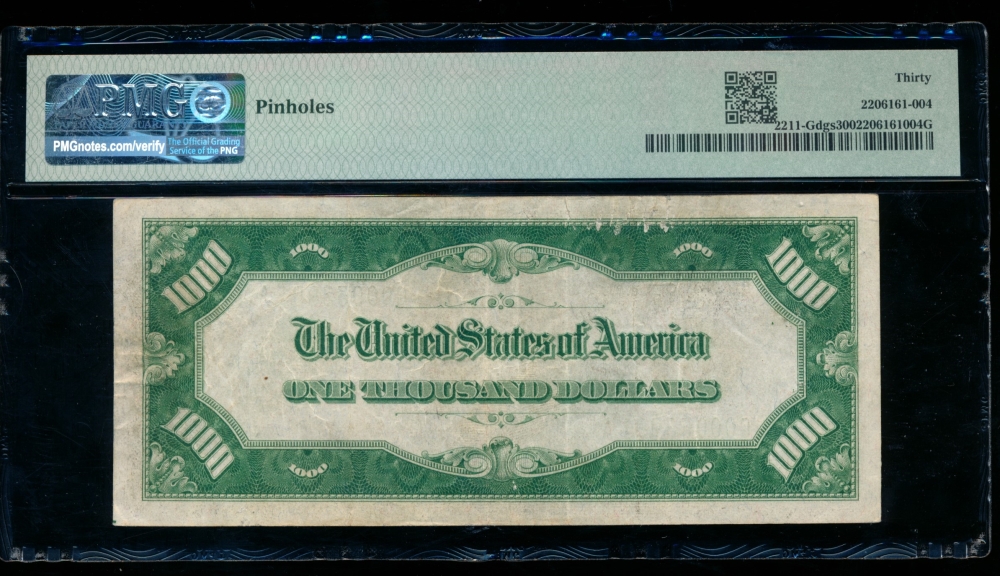 PMG
PMGnotes.com/verify
The Official Grading
Service of the PNG
Pinholes
Thirty
2206161-004
2211-Gdgs3002206161004G
1000 1000 1000 1000
The United States of America
ONE THOUSAND DOLLARS
1000 1000 1000 1000